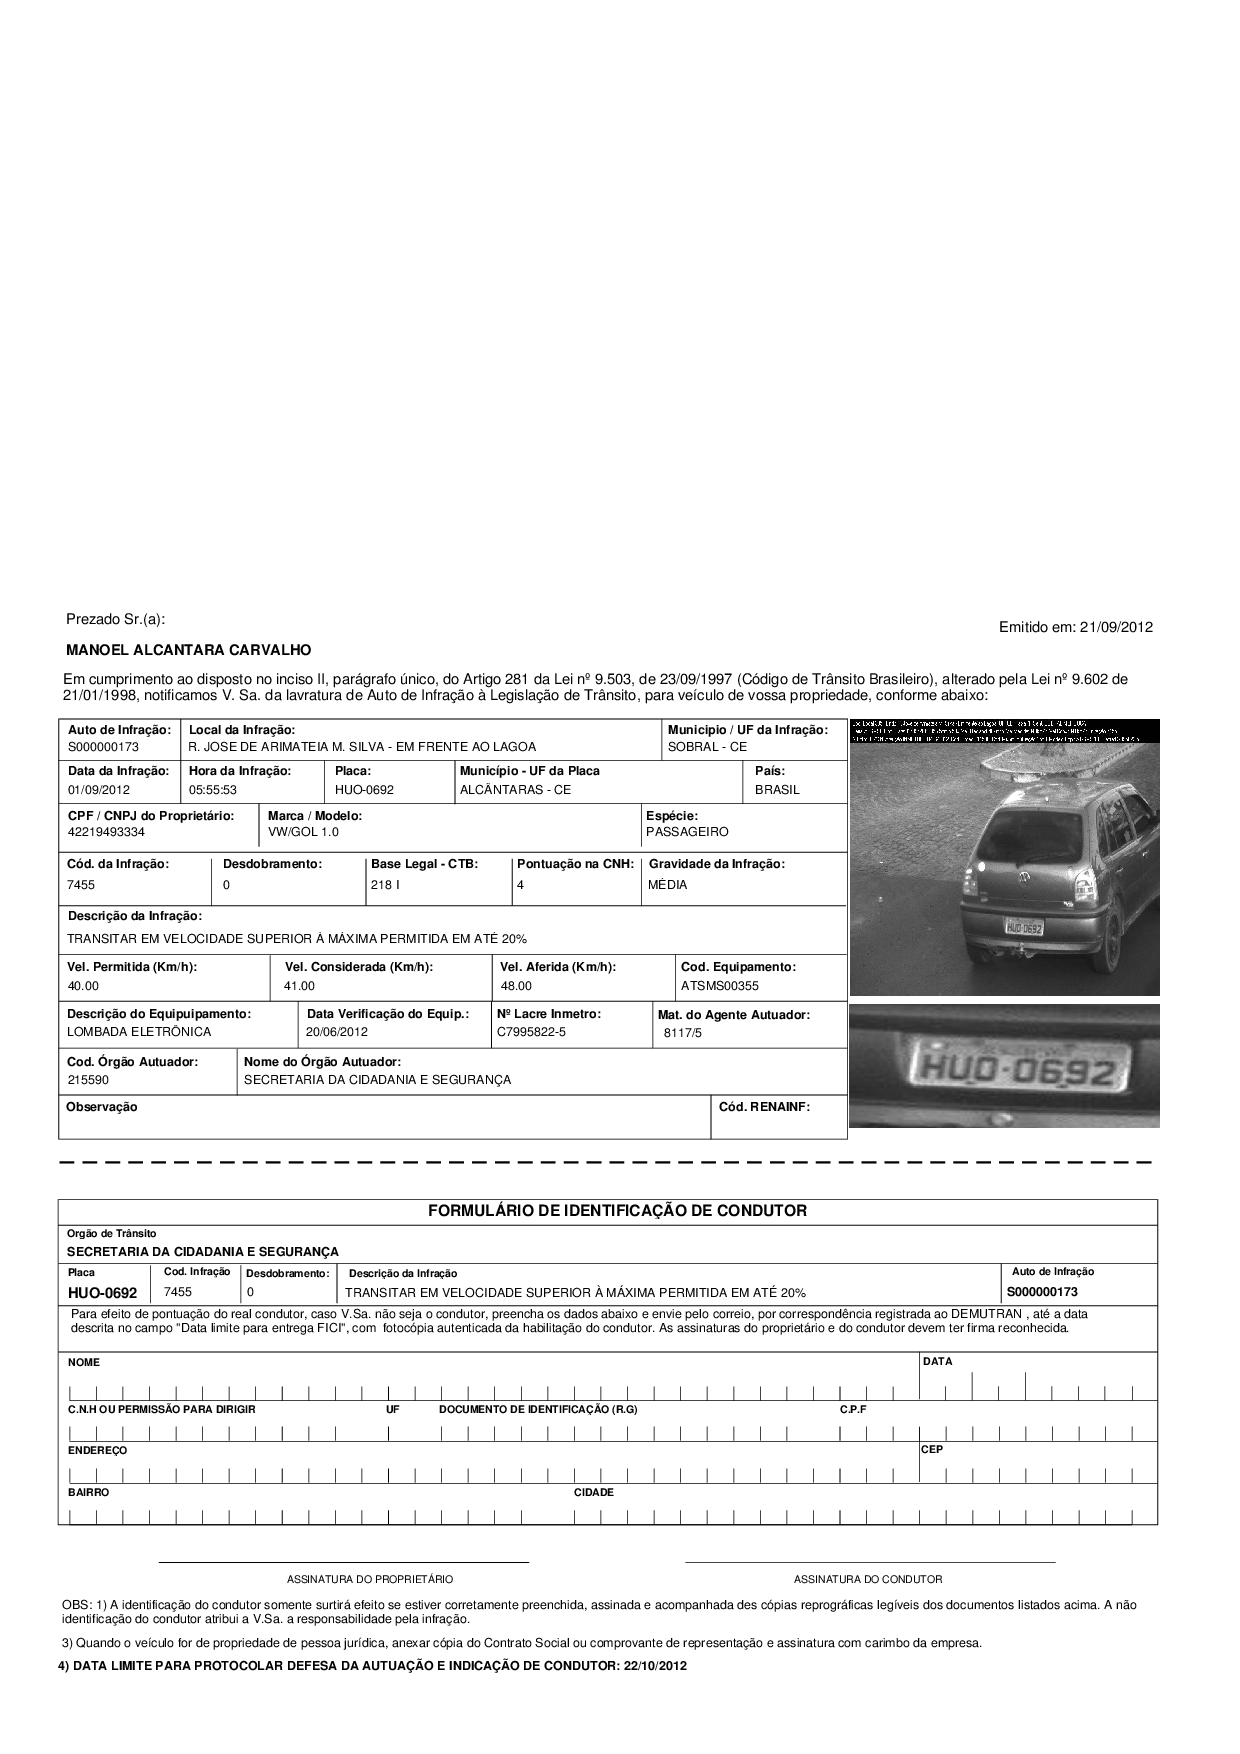 Prezado Sr.(a):
Emitido em: 21/09/2012
MANOEL ALCANTARA CARVALHO
Em cumprimento ao disposto no inciso II, parágrafo único, do Artigo 281 da Lei nº 9.503, de 23/09/1997 (Código de Trânsito Brasileiro), alterado pela Lei nº 9.602 de
21/01/1998, notificamos V. Sa. da lavratura de Auto de Infração à Legislação de Trânsito, para veículo de vossa propriedade, conforme abaixo:
Auto de Infração: Local da Infração: Municipio / UF da Infração:
S000000173 R. JOSE DE ARIMATEIA M. SILVA - EM FRENTE AO LAGOA SOBRAL - CE
Data da Infração: Hora da Infração: Placa: Município - UF da Placa País:
01/09/2012 05:55:53 HUO-0692 ALCÂNTARAS - CE BRASIL
CPF / CNPJ do Proprietário: Marca / Modelo: Espécie:
42219493334 VW/GOL 1.0 PASSAGEIRO
Cód. da Infração: Desdobramento: Base Legal - CTB: Pontuação na CNH: Gravidade da Infração:
7455 0 218 I 4 MÉDIA
Descrição da Infração:
TRANSITAR EM VELOCIDADE SUPERIOR À MÁXIMA PERMITIDA EM ATÉ 20%
Vel. Permitida (Km/h): Vel. Considerada (Km/h): Vel. Aferida (Km/h): Cod. Equipamento:
40.00 41.00 48.00 ATSMS00355
Descrição do Equipuipamento: Data Verificação do Equip.: Nº Lacre Inmetro: Mat. do Agente Autuador:
LOMBADA ELETRÔNICA 20/06/2012 C7995822-5 8117/5
Cod. Órgão Autuador: Nome do Órgão Autuador:
215590 SECRETARIA DA CIDADANIA E SEGURANÇA
Observação Cód. RENAINF:
HUO 0692
HUO-0692
FORMULÁRIO DE IDENTIFICAÇÃO DE CONDUTOR
Orgão de Trânsito
SECRETARIA DA CIDADANIA E SEGURANÇA
Placa Cod. Infração Desdobramento: Descrição da Infração Auto de Infração
HUO-0692 7455 0 TRANSITAR EM VELOCIDADE SUPERIOR À MÁXIMA PERMITIDA EM ATÉ 20% S000000173
Para efeito de pontuação do real condutor, caso V.Sa. não seja o condutor, preencha os dados abaixo e envie pelo correio, por correspondência registrada ao DEMUTRAN , até a data
descrita no campo "Data limite para entrega FICI", com fotocópia autenticada da habilitação do condutor. As assinaturas do proprietário e do condutor devem ter firma reconhecida.
NOME DATA
C.N.H OU PERMISSÃO PARA DIRIGIR UF DOCUMENTO DE IDENTIFICAÇÃO (R.G) C.P.F
ENDEREÇO CEP
BAIRRO CIDADE
ASSINATURA DO PROPRIETÁRIO ASSINATURA DO CONDUTOR
OBS: 1) A identificação do condutor somente surtirá efeito se estiver corretamente preenchida, assinada e acompanhada des cópias reprográficas legíveis dos documentos listados acima. A não
identificação do condutor atribui a V.Sa. a responsabilidade pela infração.
3) Quando o veículo for de propriedade de pessoa jurídica, anexar cópia do Contrato Social ou comprovante de representação e assinatura com carimbo da empresa.
4) DATA LIMITE PARA PROTOCOLAR DEFESA DA AUTUAÇÃO E INDICAÇÃO DE CONDUTOR: 22/10/2012